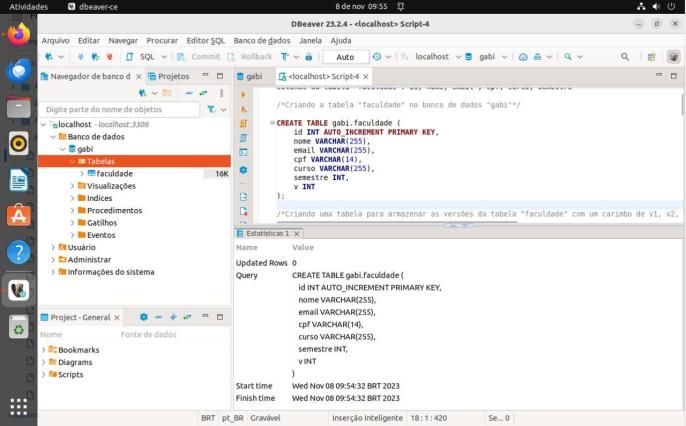 Atividades
dbeaver-ce
8 de nov 09:55
DBeaver 23.2.4 - <localhost> Script-4
Arquivo Editar Navegar Procurar Editor SQL Banco de dados Janela Ajuda
SQL Commit Rollback Auto localhost gabi
Navegador de banco d Projetos
Digite parte do nome de objetos
localhost - localhost:3306
Banco de dados
gabi
Tabelas
faculdade 16K
Visualizações
Indices
Procedimentos
Gatilhos
Eventos
Usuário
Administrar
Informações do sistema
Project - General
Nome Fonte de dados
Bookmarks
Diagrams
Scripts
gabi <localhost> Script-4
/*Criando a tabela "faculdade" no banco de dados "gabi"*/
CREATE TABLE gabi.faculdade (
id INT AUTO_INCREMENT PRIMARY KEY,
nome VARCHAR(255),
email VARCHAR(255),
cpf VARCHAR(14),
curso VARCHAR(255),
semestre INT,
v INT
);
/*Criando uma tabela para armazenar as versões da tabela "faculdade" com um carimbo de v1, v2,
Estatísticas 1
Name Value
Updated Rows 0
Query CREATE TABLE gabi.faculdade (
id INT AUTO_INCREMENT PRIMARY KEY,
nome VARCHAR(255),
email VARCHAR(255),
cpf VARCHAR(14),
curso VARCHAR(255),
semestre INT,
v INT
)
Start time Wed Nov 08 09:54:32 BRT 2023
Finish time Wed Nov 08 09:54:32 BRT 2023
BRT pt_BR Gravável Inserção Inteligente 18 : 1 : 420 Se... 0